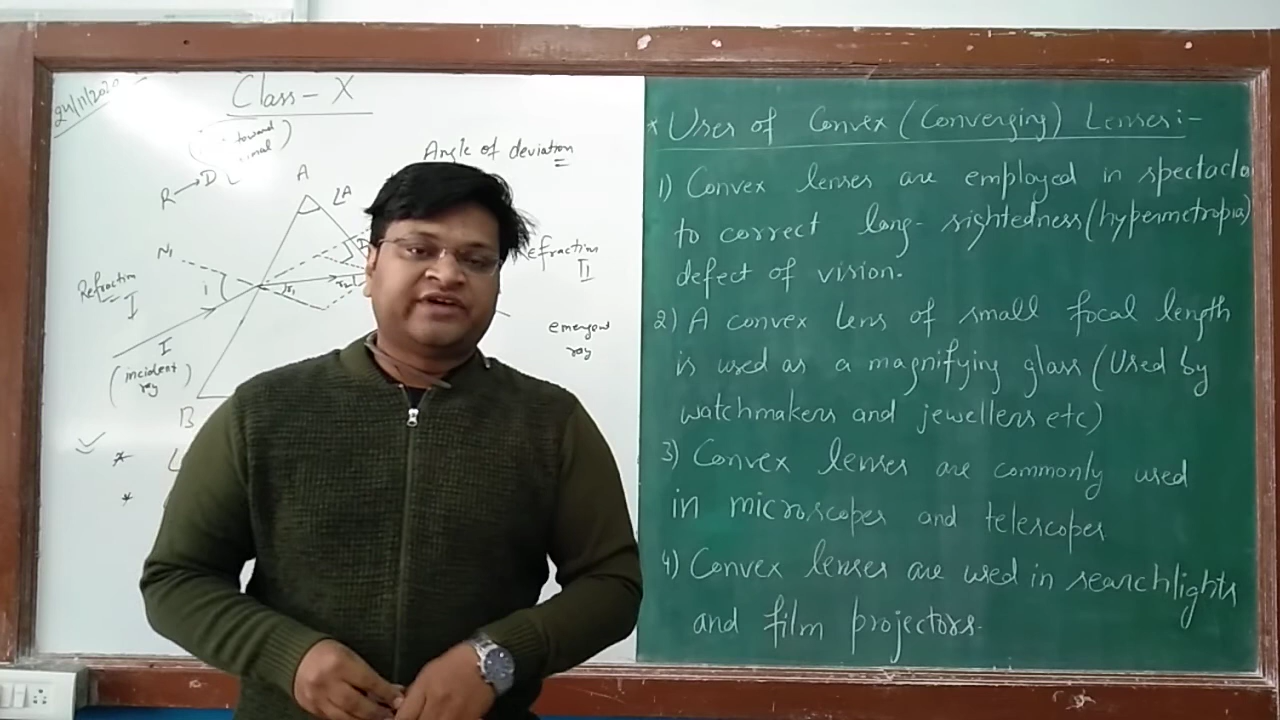 24/11/2020
Class - X
toward
R → D
Angle of deviation
A
∠A
N₁
D
Refraction
I
i
r₁
r₂
Refraction
II
emergent
ray
I
(incident
ray)
B
*
*
* Uses of Convex (Converging) Lenses:-
1) Convex lenses are employed in spectacle
to correct long-sightedness (hypermetropia)
defect of vision.
2) A convex lens of small focal length
is used as a magnifying glass (Used by
watchmakers and jewellers etc)
3) Convex lenses are commonly used
in microscopes and telescopes
4) Convex lenses are used in searchlights
and film projectors.